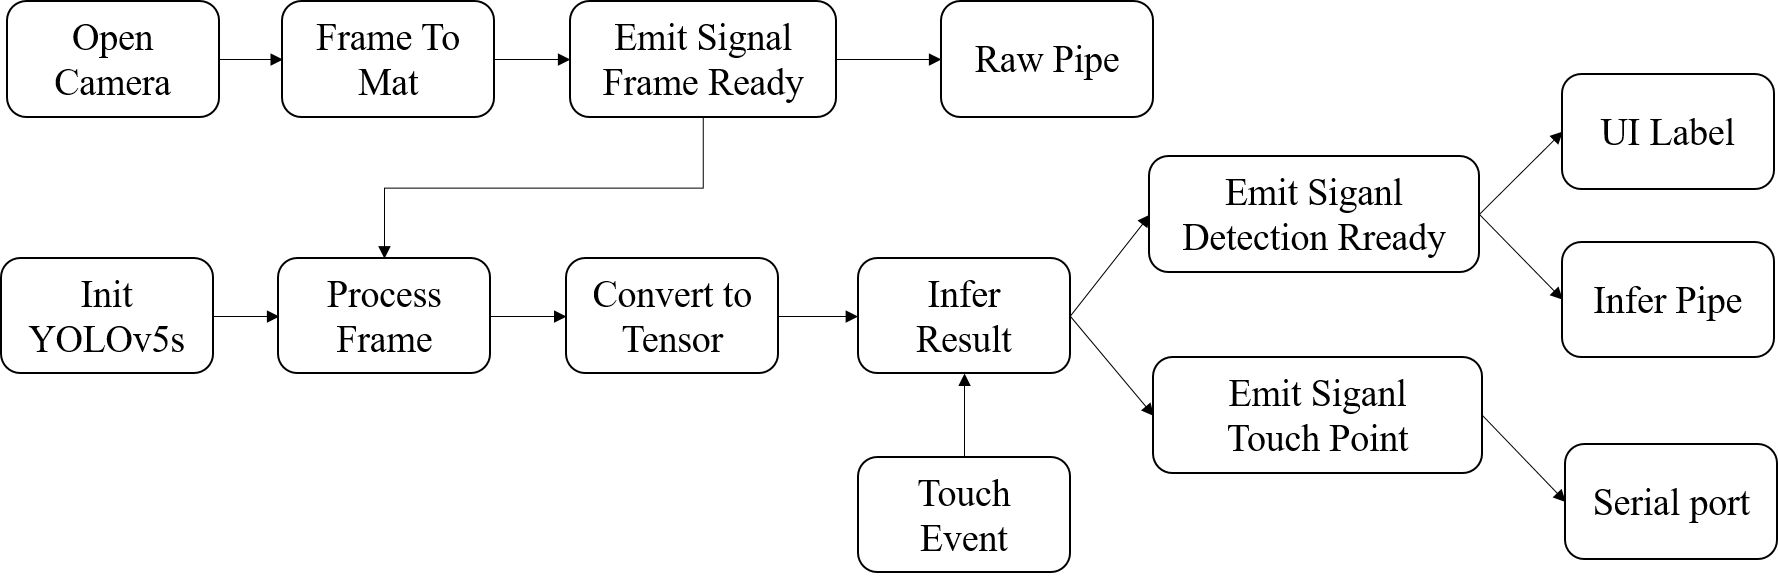 Open
Camera
Frame To
Mat
Emit Signal
Frame Ready
Raw Pipe
UI Label
Emit Siganl
Detection Rready
Infer Pipe
Init
YOLOv5s
Process
Frame
Convert to
Tensor
Infer
Result
Emit Siganl
Touch Point
Touch
Event
Serial port